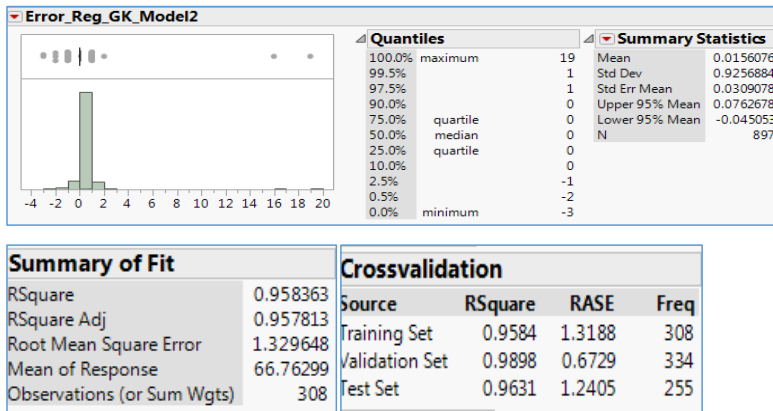 Error_Reg_GK_Model2
Quantiles
100.0% maximum 19
99.5% 1
97.5% 1
90.0% 0
75.0% quartile 0
50.0% median 0
25.0% quartile 0
10.0% 0
2.5% -1
0.5% -2
0.0% minimum -3
Summary Statistics
Mean 0.0156076
Std Dev 0.9256884
Std Err Mean 0.0309078
Upper 95% Mean 0.0762678
Lower 95% Mean -0.045053
N 897
-4 -2 0 2 4 6 8 10 12 14 16 18 20
Summary of Fit
RSquare 0.958363
RSquare Adj 0.957813
Root Mean Square Error 1.329648
Mean of Response 66.76299
Observations (or Sum Wgts) 308
Crossvalidation
Source RSquare RASE Freq
Training Set 0.9584 1.3188 308
Validation Set 0.9898 0.6729 334
Test Set 0.9631 1.2405 255